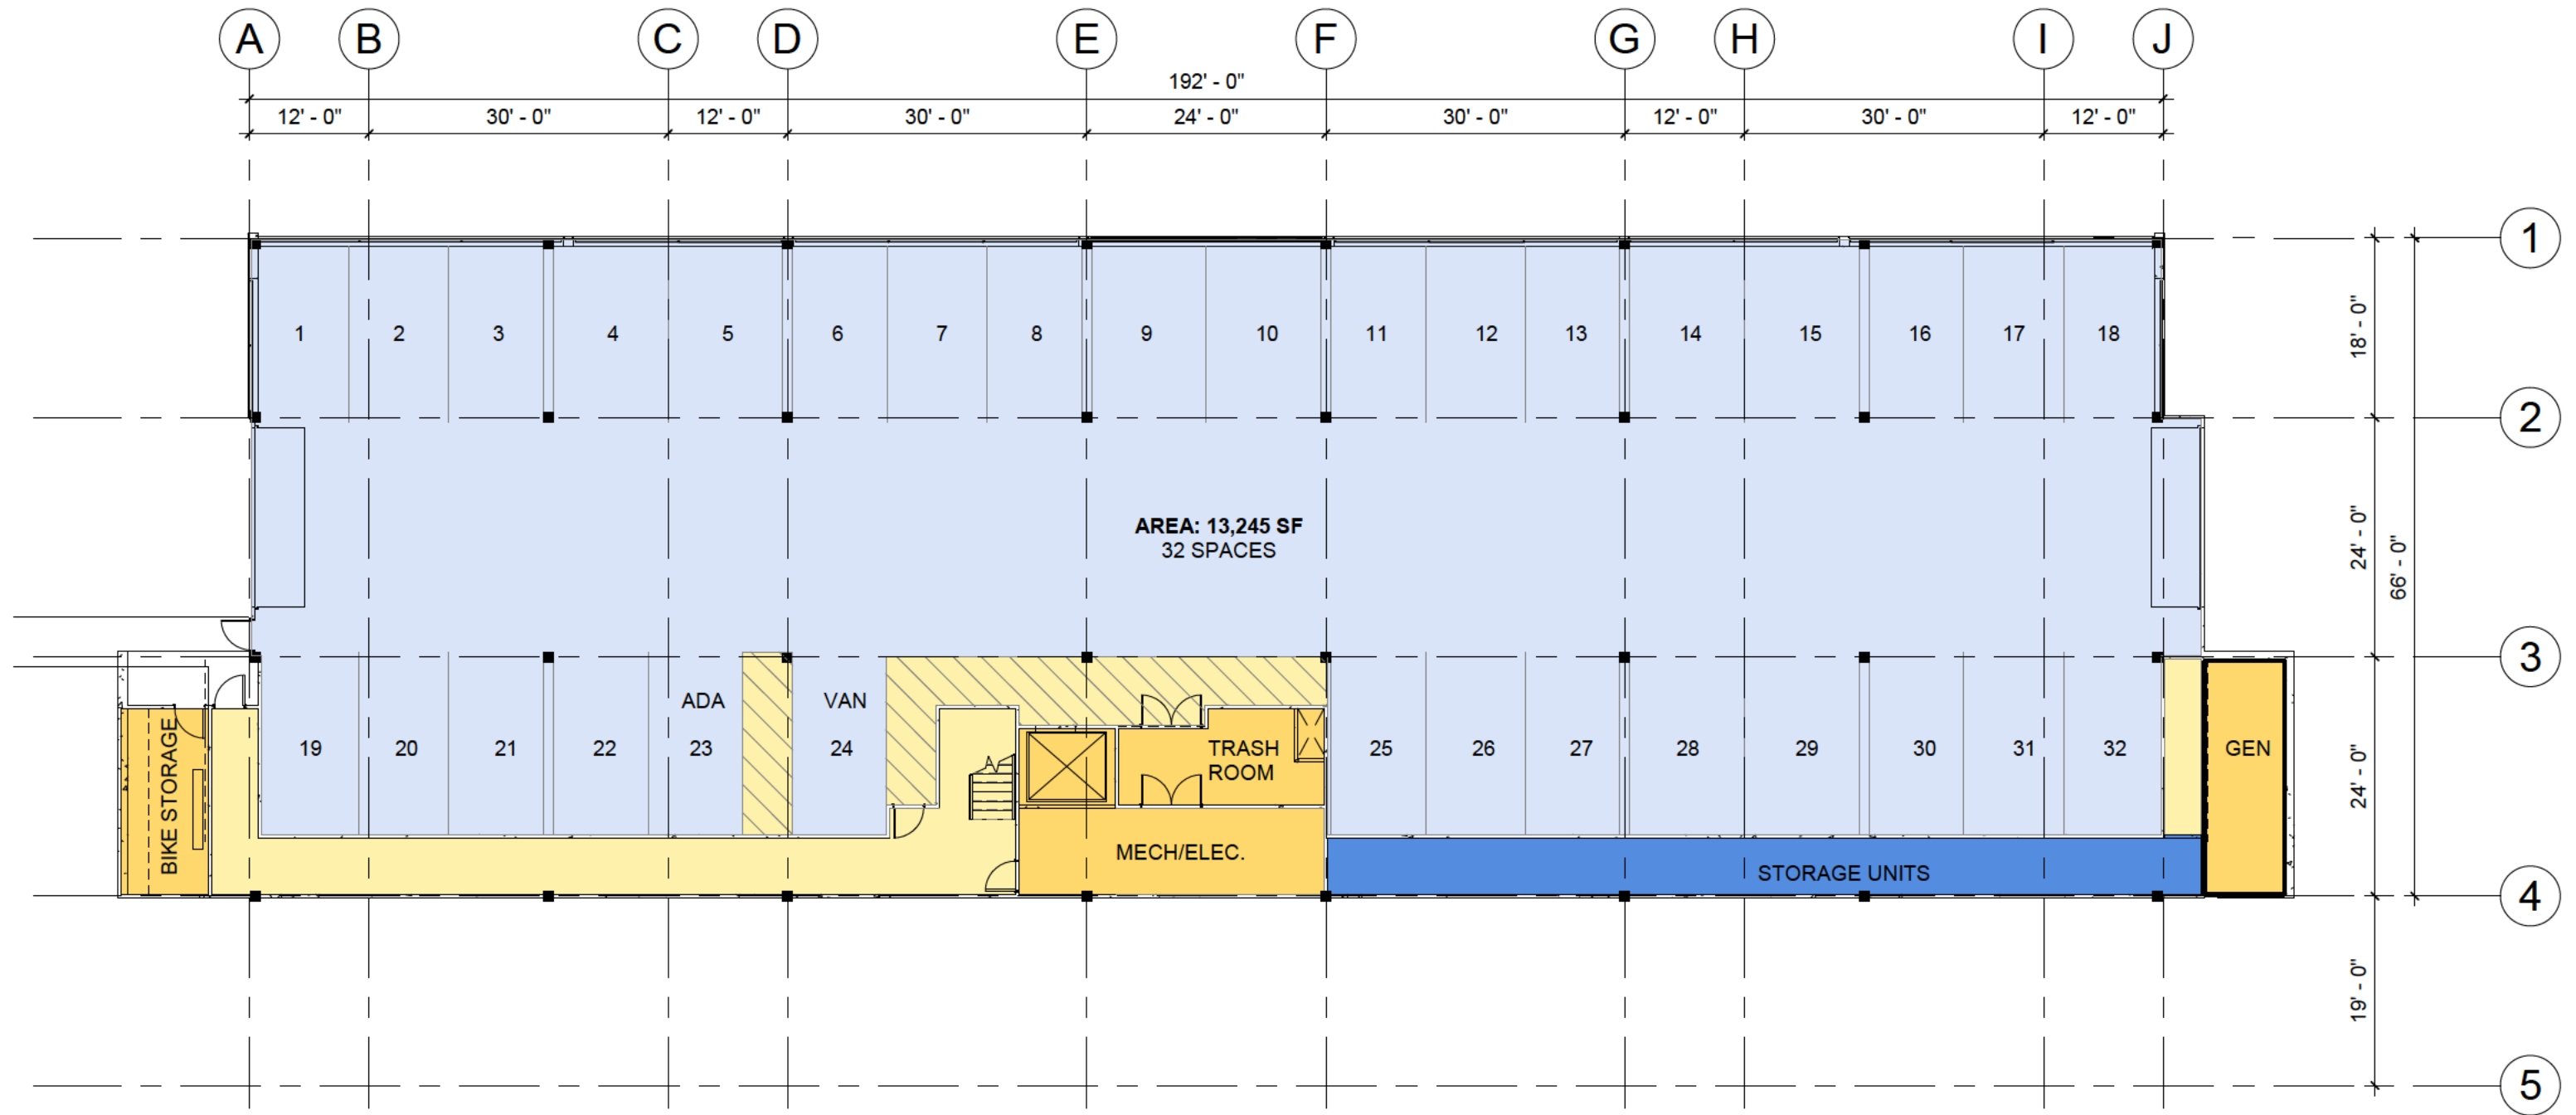 A B C D E F G H I J
192' - 0"
12' - 0" 30' - 0" 12' - 0" 30' - 0" 24' - 0" 30' - 0" 12' - 0" 30' - 0" 12' - 0"
1
18' - 0"
1 2 3 4 5 6 7 8 9 10 11 12 13 14 15 16 17 18
2
AREA: 13,245 SF
32 SPACES
24' - 0"
66' - 0"
3
ADA VAN
19 20 21 22 23 24 25 26 27 28 29 30 31 32
TRASH
ROOM
GEN
BIKE STORAGE
24' - 0"
MECH/ELEC.
STORAGE UNITS
4
19' - 0"
5